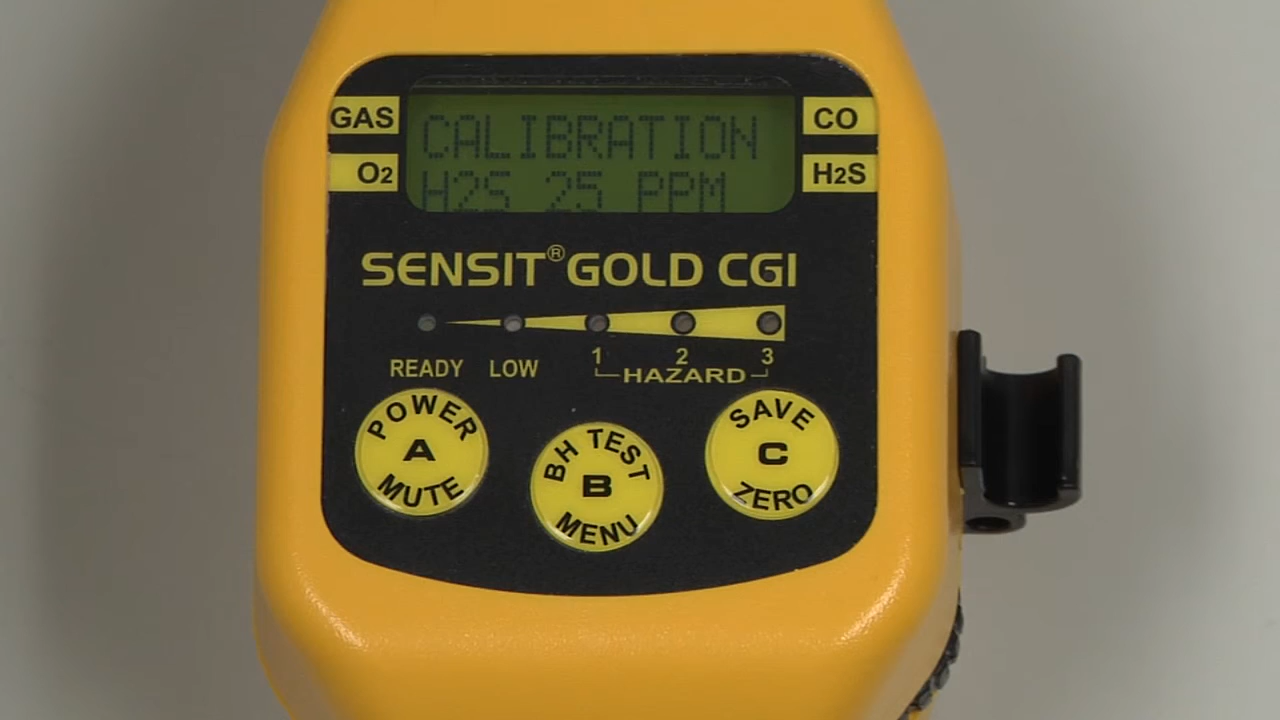 GAS
CALIBRATION
CO
O2
H2S 25 PPM
H2S
SENSIT® GOLD CGI
READY
LOW
1
2
3
HAZARD
POWER
A
MUTE
BH TEST
B
MENU
SAVE
C
ZERO